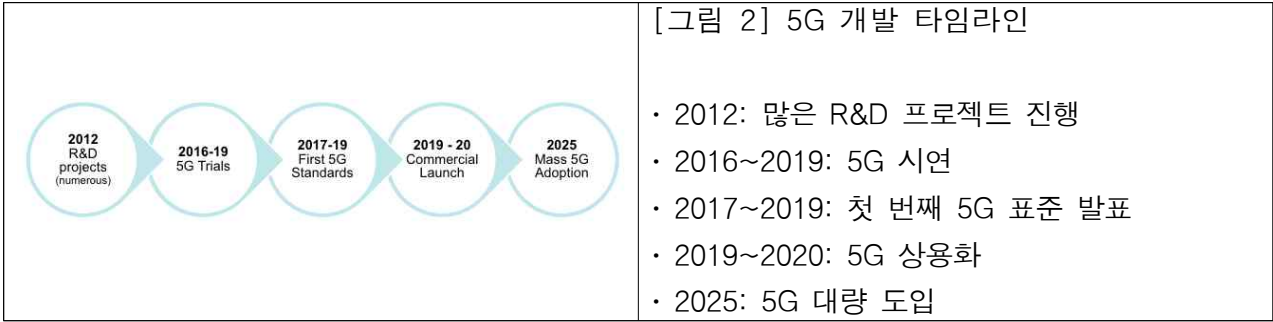 2012
R&D
projects
(numerous)
2016-19
5G Trials
2017-19
First 5G
Standards
2019 - 20
Commercial
Launch
2025
Mass 5G
Adoption
[그림 2] 5G 개발 타임라인
· 2012: 많은 R&D 프로젝트 진행
· 2016~2019: 5G 시연
· 2017~2019: 첫 번째 5G 표준 발표
· 2019~2020: 5G 상용화
· 2025: 5G 대량 도입